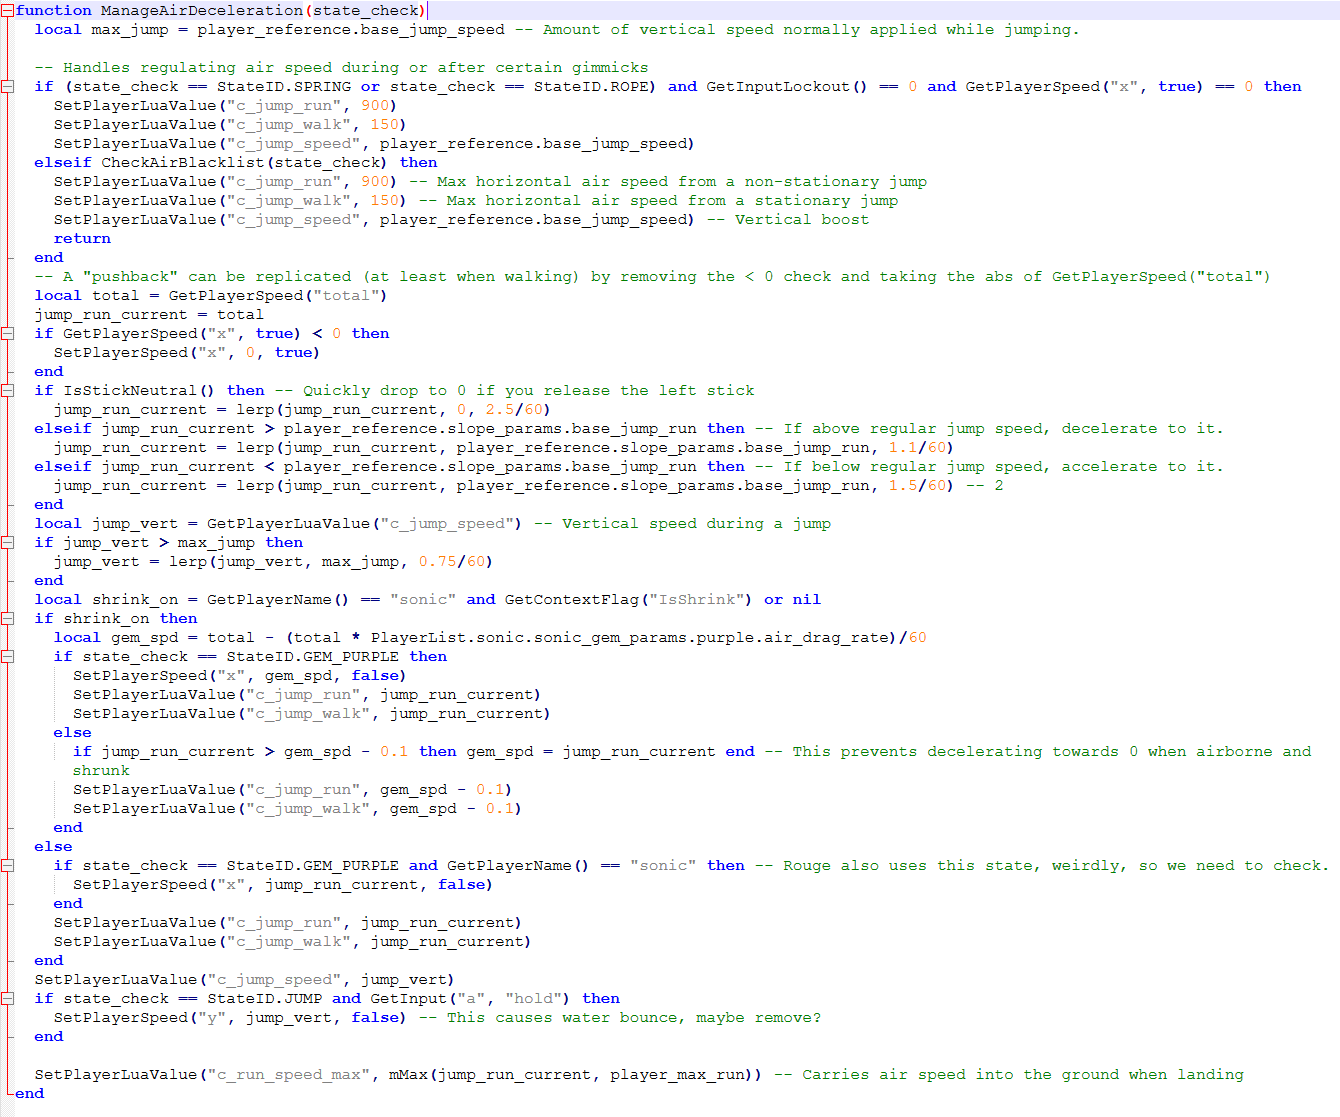 function ManageAirDeceleration(state_check)
  local max_jump = player_reference.base_jump_speed -- Amount of vertical speed normally applied while jumping.

  -- Handles regulating air speed during or after certain gimmicks
  if (state_check == StateID.SPRING or state_check == StateID.ROPE) and GetInputLockout() == 0 and GetPlayerSpeed("x", true) == 0 then
    SetPlayerLuaValue("c_jump_run", 900)
    SetPlayerLuaValue("c_jump_walk", 150)
    SetPlayerLuaValue("c_jump_speed", player_reference.base_jump_speed)
  elseif CheckAirBlacklist(state_check) then
    SetPlayerLuaValue("c_jump_run", 900) -- Max horizontal air speed from a non-stationary jump
    SetPlayerLuaValue("c_jump_walk", 150) -- Max horizontal air speed from a stationary jump
    SetPlayerLuaValue("c_jump_speed", player_reference.base_jump_speed) -- Vertical boost
    return
  end
  -- A "pushback" can be replicated (at least when walking) by removing the < 0 check and taking the abs of GetPlayerSpeed("total")
  local total = GetPlayerSpeed("total")
  jump_run_current = total
  if GetPlayerSpeed("x", true) < 0 then
    SetPlayerSpeed("x", 0, true)
  end
  if IsStickNeutral() then -- Quickly drop to 0 if you release the left stick
    jump_run_current = lerp(jump_run_current, 0, 2.5/60)
  elseif jump_run_current > player_reference.slope_params.base_jump_run then -- If above regular jump speed, decelerate to it.
    jump_run_current = lerp(jump_run_current, player_reference.slope_params.base_jump_run, 1.1/60)
  elseif jump_run_current < player_reference.slope_params.base_jump_run then -- If below regular jump speed, accelerate to it.
    jump_run_current = lerp(jump_run_current, player_reference.slope_params.base_jump_run, 1.5/60) -- 2
  end
  local jump_vert = GetPlayerLuaValue("c_jump_speed") -- Vertical speed during a jump
  if jump_vert > max_jump then
    jump_vert = lerp(jump_vert, max_jump, 0.75/60)
  end
  local shrink_on = GetPlayerName() == "sonic" and GetContextFlag("IsShrink") or nil
  if shrink_on then
    local gem_spd = total - (total * PlayerList.sonic.sonic_gem_params.purple.air_drag_rate)/60
    if state_check == StateID.GEM_PURPLE then
      SetPlayerSpeed("x", gem_spd, false)
      SetPlayerLuaValue("c_jump_run", jump_run_current)
      SetPlayerLuaValue("c_jump_walk", jump_run_current)
    else
      if jump_run_current > gem_spd - 0.1 then gem_spd = jump_run_current end -- This prevents decelerating towards 0 when airborne and
      shrunk
      SetPlayerLuaValue("c_jump_run", gem_spd - 0.1)
      SetPlayerLuaValue("c_jump_walk", gem_spd - 0.1)
    end
  else
    if state_check == StateID.GEM_PURPLE and GetPlayerName() == "sonic" then -- Rouge also uses this state, weirdly, so we need to check.
      SetPlayerSpeed("x", jump_run_current, false)
    end
    SetPlayerLuaValue("c_jump_run", jump_run_current)
    SetPlayerLuaValue("c_jump_walk", jump_run_current)
  end
  SetPlayerLuaValue("c_jump_speed", jump_vert)
  if state_check == StateID.JUMP and GetInput("a", "hold") then
    SetPlayerSpeed("y", jump_vert, false) -- This causes water bounce, maybe remove?
  end

  SetPlayerLuaValue("c_run_speed_max", mMax(jump_run_current, player_max_run)) -- Carries air speed into the ground when landing
end